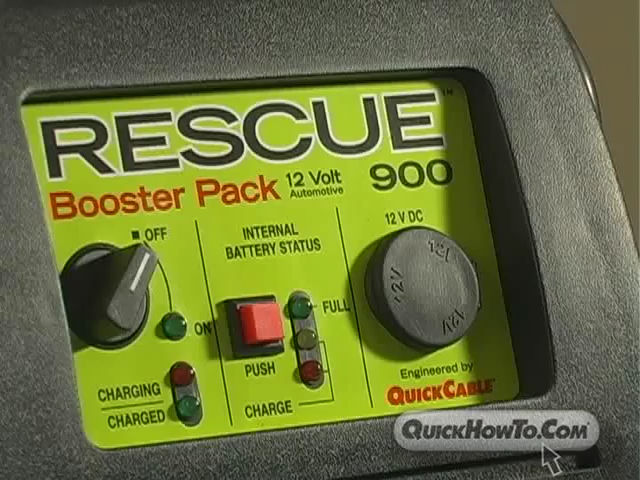 RESCUE
Booster Pack
12 Volt
Automotive
900
OFF
ON
CHARGING
CHARGED
INTERNAL
BATTERY STATUS
PUSH
FULL
CHARGE
12 V DC
12V
12V
12V
Engineered by
QUICKCABLE
QUICKHOWTO.COM